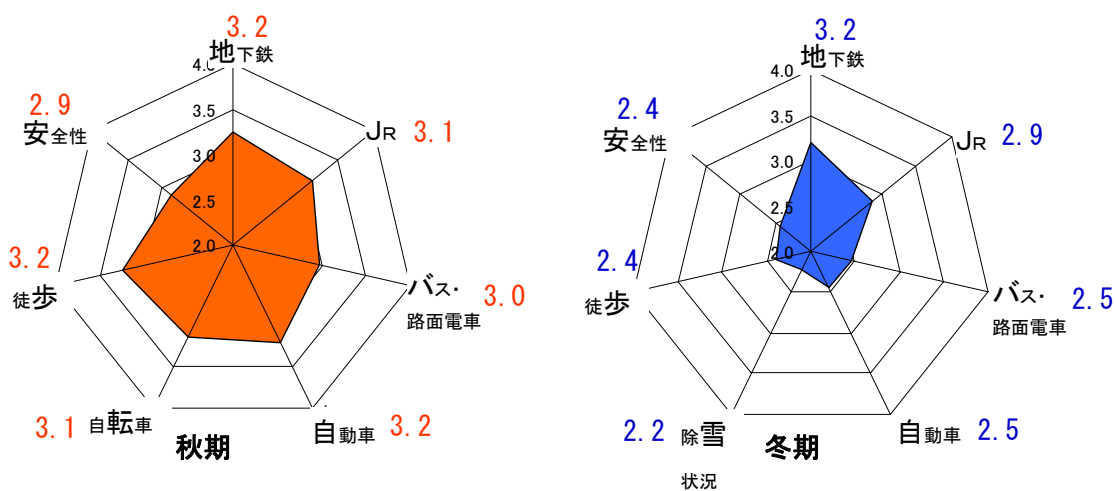 3.2
地下鉄
4.0
3.5
3.0
2.5
2.0
2.9
安全性
JR 3.1
3.2
徒歩
バス・
路面電車
3.0
3.1 自転車
自動車 3.2
秋期
3.2
地下鉄
4.0
3.5
3.0
2.5
2.0
2.4
安全性
JR 2.9
2.4
徒歩
バス・
路面電車
2.5
2.2 除雪
状況
自動車 2.5
冬期